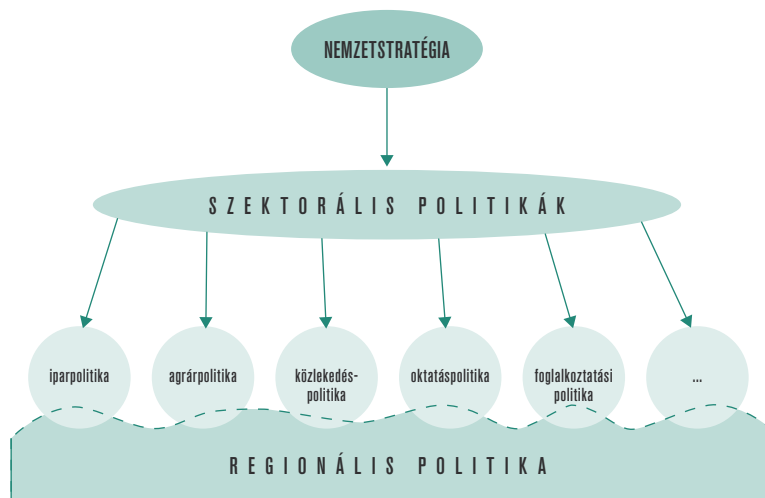 NEMZETSTRATÉGIA
SZEKTORÁLIS POLITIKÁK
iparpolitika
agrárpolitika
közlekedés-
politika
oktatáspolitika
foglalkoztatási
politika
...
REGIONÁLIS POLITIKA